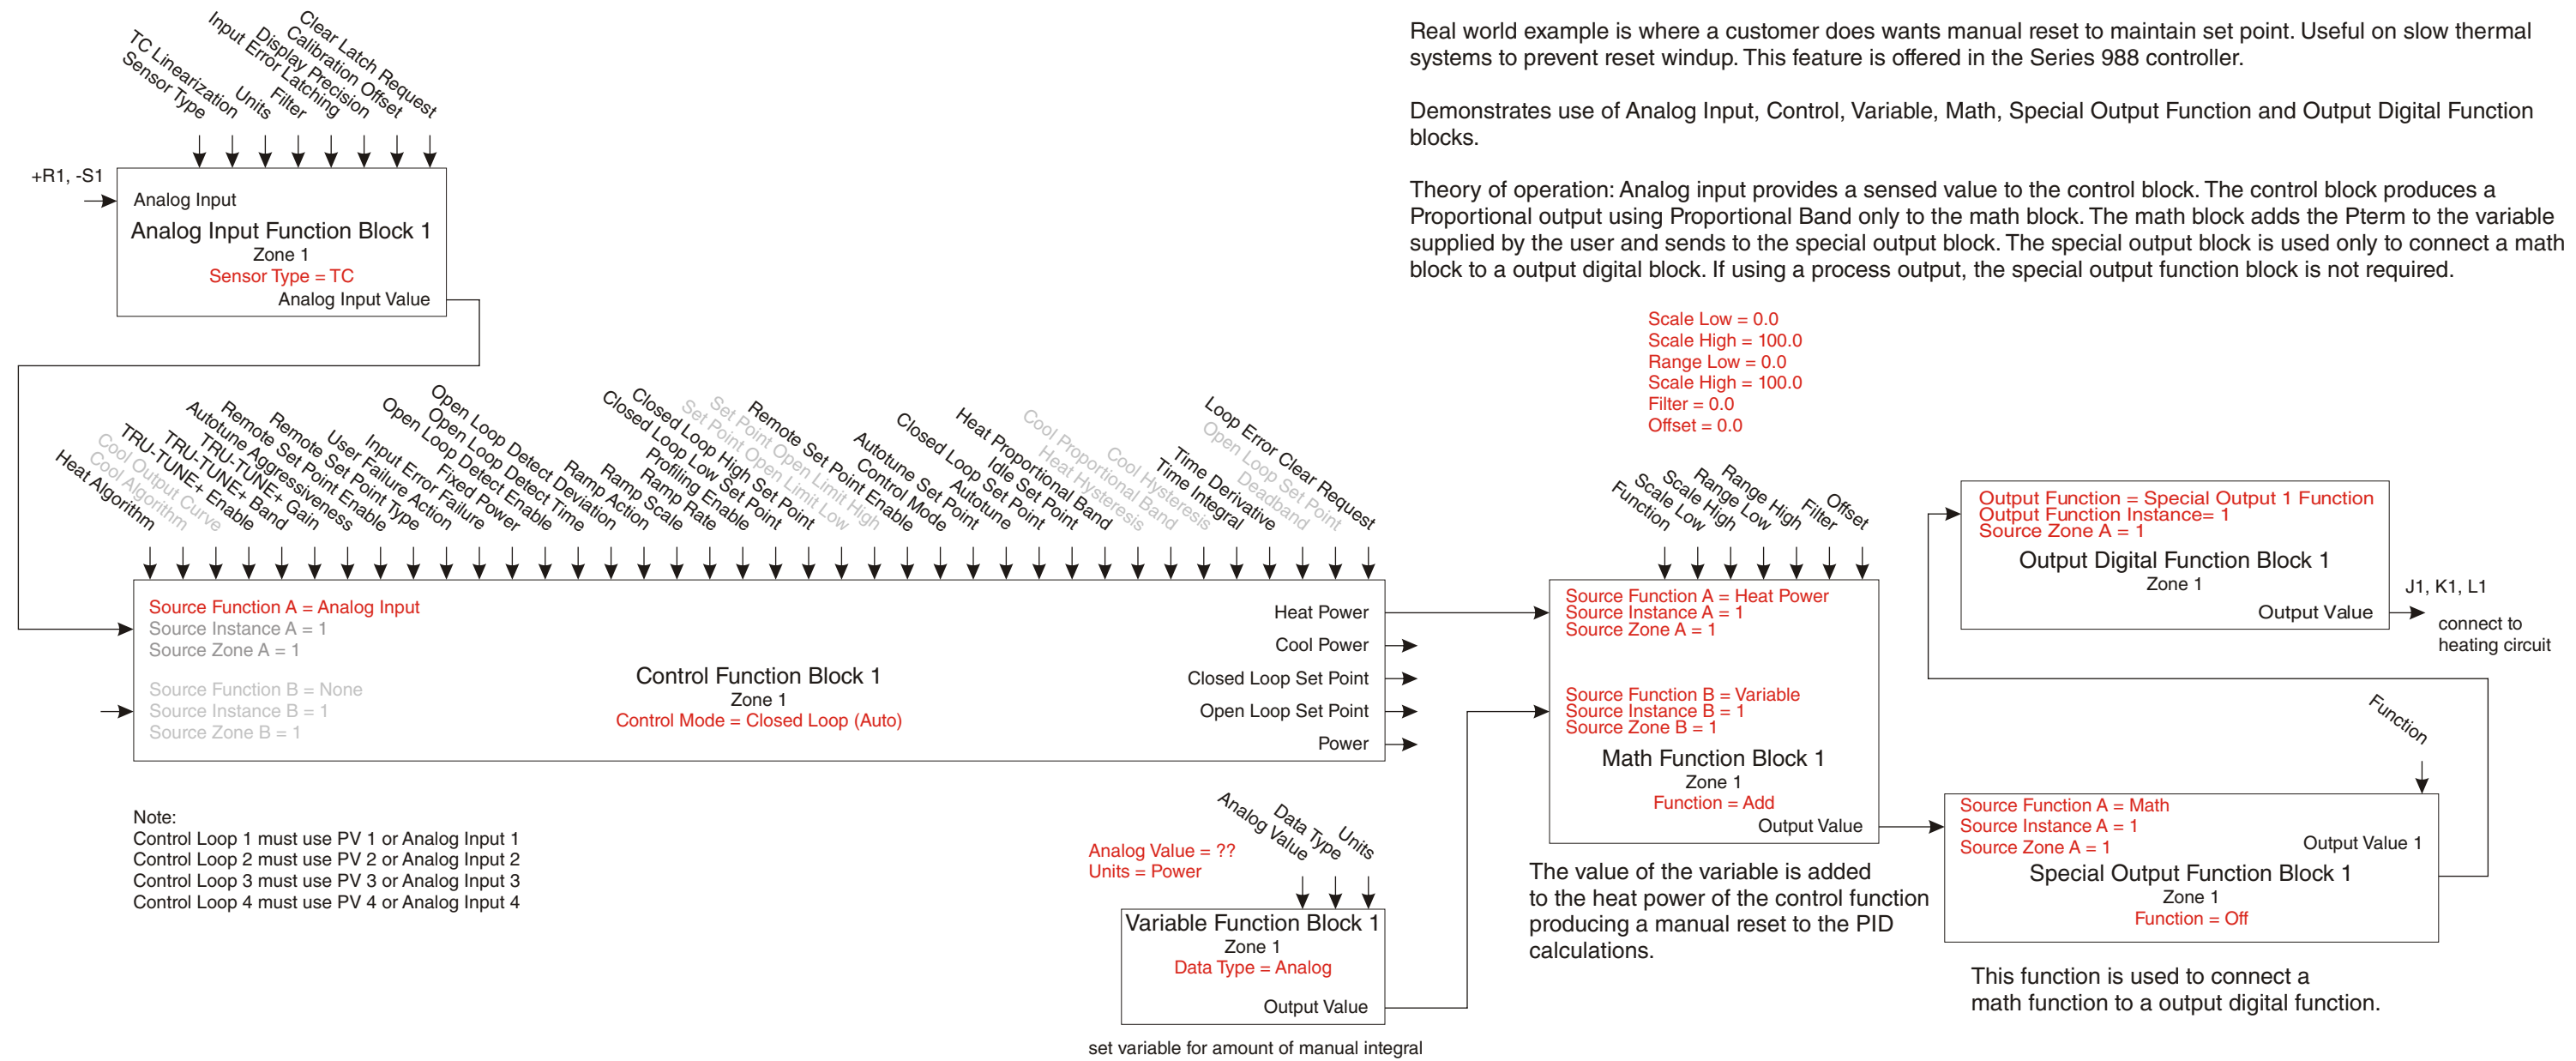 Real world example is where a customer does wants manual reset to maintain set point. Useful on slow thermal
systems to prevent reset windup. This feature is offered in the Series 988 controller.
Demonstrates use of Analog Input, Control, Variable, Math, Special Output Function and Output Digital Function
blocks.
Theory of operation: Analog input provides a sensed value to the control block. The control block produces a
Proportional output using Proportional Band only to the math block. The math block adds the Pterm to the variable
supplied by the user and sends to the special output block. The special output block is used only to connect a math
block to a output digital block. If using a process output, the special output function block is not required.
Sensor Type
TC Linearization
Units
Filter
Input Error Latching
Display Precision
Calibration Offset
Clear Latch Request
+R1, -S1
Analog Input
Analog Input Function Block 1
Zone 1
Sensor Type = TC
Analog Input Value
Heat Algorithm
Cool Algorithm
Cool Output Curve
TRU-TUNE+ Enable
TRU-TUNE+ Band
TRU-TUNE+ Gain
Autotune Aggressiveness
Remote Set Point Enable
Remote Set Point Type
User Failure Action
Input Error Failure
Fixed Power
Open Loop Detect Enable
Open Loop Detect Time
Open Loop Detect Deviation
Ramp Action
Ramp Scale
Ramp Rate
Profiling Enable
Closed Loop Low Set Point
Closed Loop High Set Point
Set Point Open Limit Low
Set Point Open Limit High
Remote Set Point Enable
Control Mode
Autotune Set Point
Autotune
Closed Loop Set Point
Idle Set Point
Heat Proportional Band
Heat Hysteresis
Cool Proportional Band
Cool Hysteresis
Time Integral
Time Derivative
Deadband
Open Loop Set Point
Loop Error Clear Request
Source Function A = Analog Input
Source Instance A = 1
Source Zone A = 1
Source Function B = None
Source Instance B = 1
Source Zone B = 1
Control Function Block 1
Zone 1
Control Mode = Closed Loop (Auto)
Heat Power
Cool Power
Closed Loop Set Point
Open Loop Set Point
Power
Note:
Control Loop 1 must use PV 1 or Analog Input 1
Control Loop 2 must use PV 2 or Analog Input 2
Control Loop 3 must use PV 3 or Analog Input 3
Control Loop 4 must use PV 4 or Analog Input 4
Analog Value = ??
Units = Power
Analog Value
Data Type
Units
Variable Function Block 1
Zone 1
Data Type = Analog
Output Value
set variable for amount of manual integral
Scale Low = 0.0
Scale High = 100.0
Range Low = 0.0
Scale High = 100.0
Filter = 0.0
Offset = 0.0
Function
Scale Low
Scale High
Range Low
Range High
Filter
Offset
Source Function A = Heat Power
Source Instance A = 1
Source Zone A = 1
Source Function B = Variable
Source Instance B = 1
Source Zone B = 1
Math Function Block 1
Zone 1
Function = Add
Output Value
The value of the variable is added
to the heat power of the control function
producing a manual reset to the PID
calculations.
Output Function = Special Output 1 Function
Output Function Instance= 1
Source Zone A = 1
Output Digital Function Block 1
Zone 1
Output Value
J1, K1, L1
connect to
heating circuit
Function
Source Function A = Math
Source Instance A = 1
Source Zone A = 1
Output Value 1
Special Output Function Block 1
Zone 1
Function = Off
This function is used to connect a
math function to a output digital function.